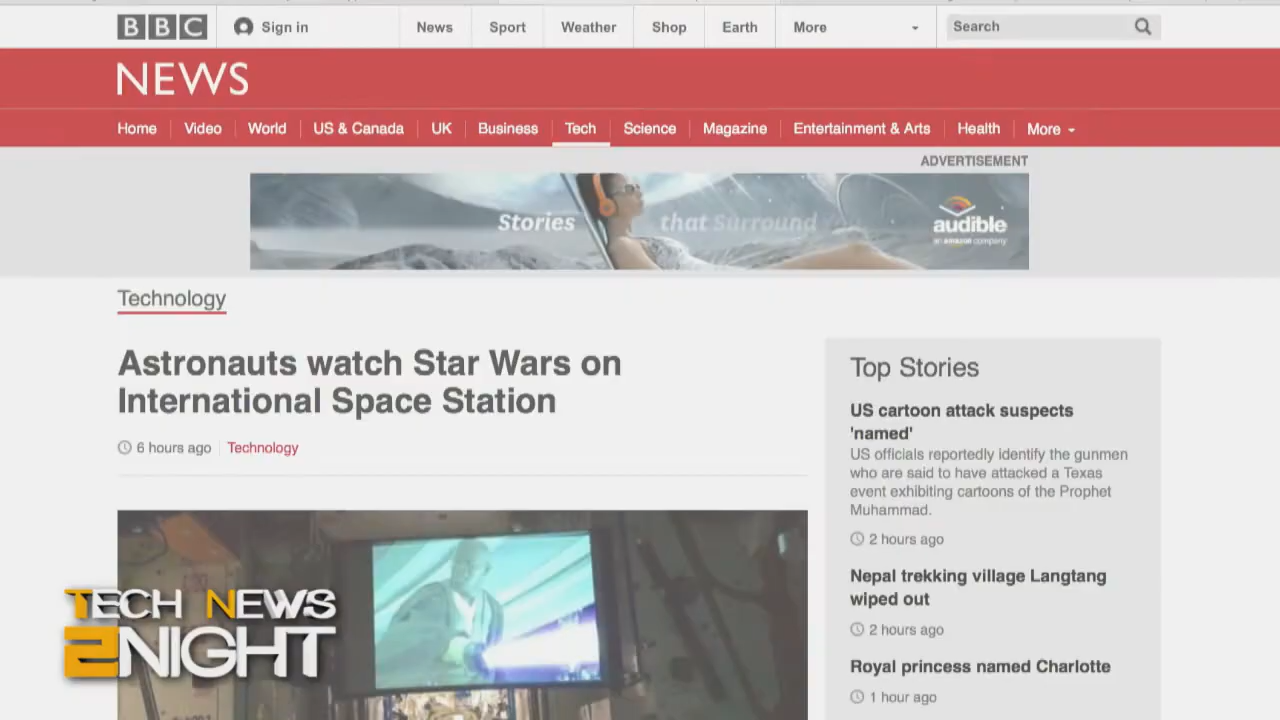 BBC
Sign in
News
Sport
Weather
Shop
Earth
More
Search
NEWS
Home
Video
World
US & Canada
UK
Business
Tech
Science
Magazine
Entertainment & Arts
Health
More
ADVERTISEMENT
Stories that Surround
audible
an amazon company
Technology
Astronauts watch Star Wars on
International Space Station
6 hours ago
Technology
Top Stories
US cartoon attack suspects
'named'
US officials reportedly identify the gunmen
who are said to have attacked a Texas
event exhibiting cartoons of the Prophet
Muhammad.
2 hours ago
Nepal trekking village Langtang
wiped out
2 hours ago
Royal princess named Charlotte
1 hour ago
TECH NEWS
2NIGHT